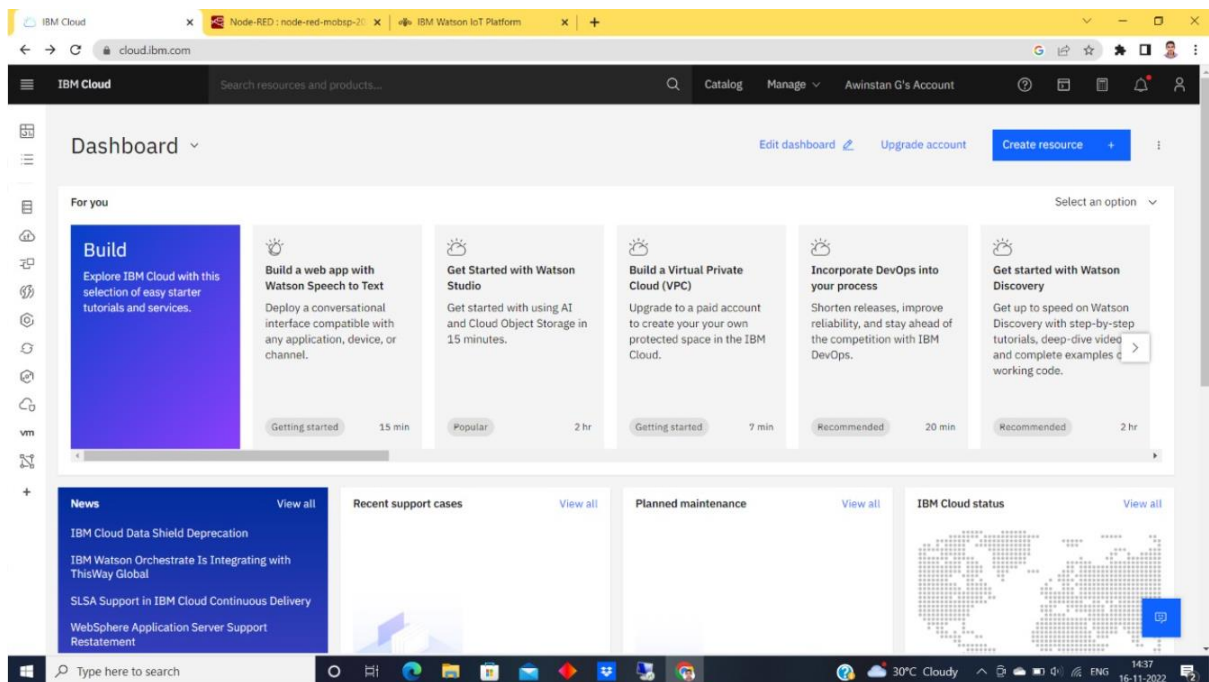 IBM Cloud
Node-RED : node-red-mobsp-20
IBM Watson IoT Platform
cloud.ibm.com
IBM Cloud
Search resources and products...
Catalog
Manage
Awinstan G's Account
Dashboard
Edit dashboard
Upgrade account
Create resource +
For you
Select an option
Build
Explore IBM Cloud with this
selection of easy starter
tutorials and services.
Build a web app with
Watson Speech to Text
Deploy a conversational
interface compatible with
any application, device, or
channel.
Getting started
15 min
Get Started with Watson
Studio
Get started with using AI
and Cloud Object Storage in
15 minutes.
Popular
2 hr
Build a Virtual Private
Cloud (VPC)
Upgrade to a paid account
to create your your own
protected space in the IBM
Cloud.
Getting started
7 min
Incorporate DevOps into
your process
Shorten releases, improve
reliability, and stay ahead of
the competition with IBM
DevOps.
Recommended
20 min
Get started with Watson
Discovery
Get up to speed on Watson
Discovery with step-by-step
tutorials, deep-dive video
and complete examples
working code.
Recommended
2 hr
vm
News
View all
IBM Cloud Data Shield Deprecation
IBM Watson Orchestrate Is Integrating with
ThisWay Global
SLSA Support in IBM Cloud Continuous Delivery
WebSphere Application Server Support
Restatement
Recent support cases
View all
Planned maintenance
View all
IBM Cloud status
View all
Type here to search
30°C Cloudy
ENG
14:37
16-11-2022